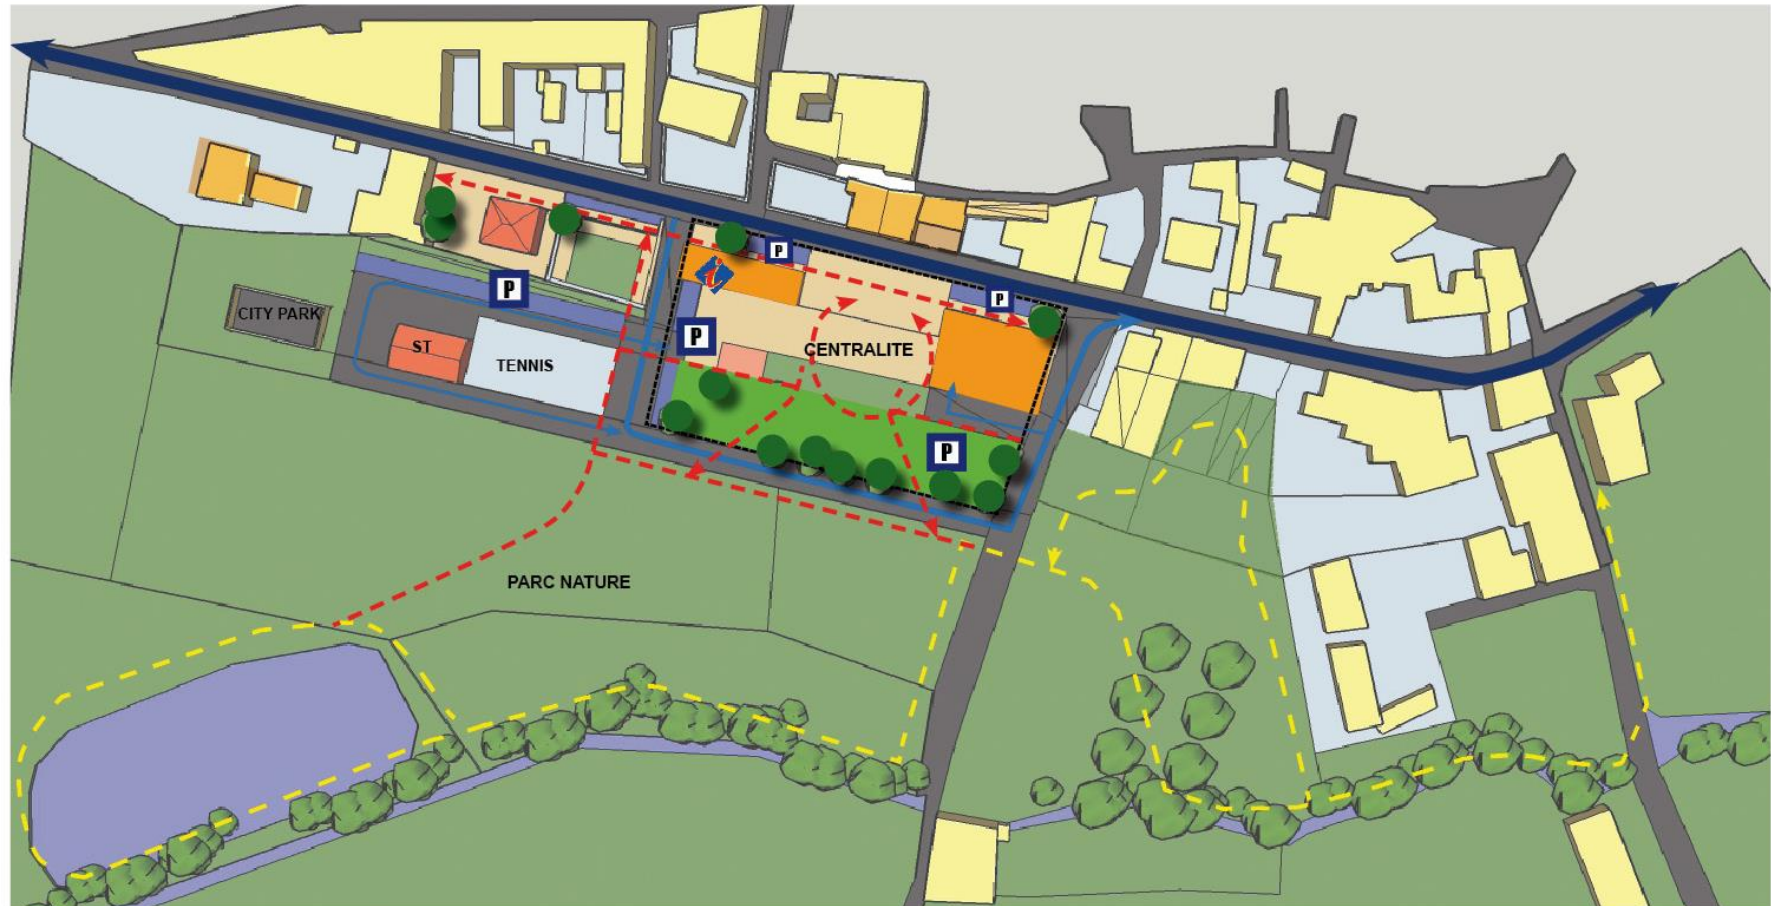 P
P
P
CITY PARK
P
ST
CENTRALITE
TENNIS
P
PARC NATURE